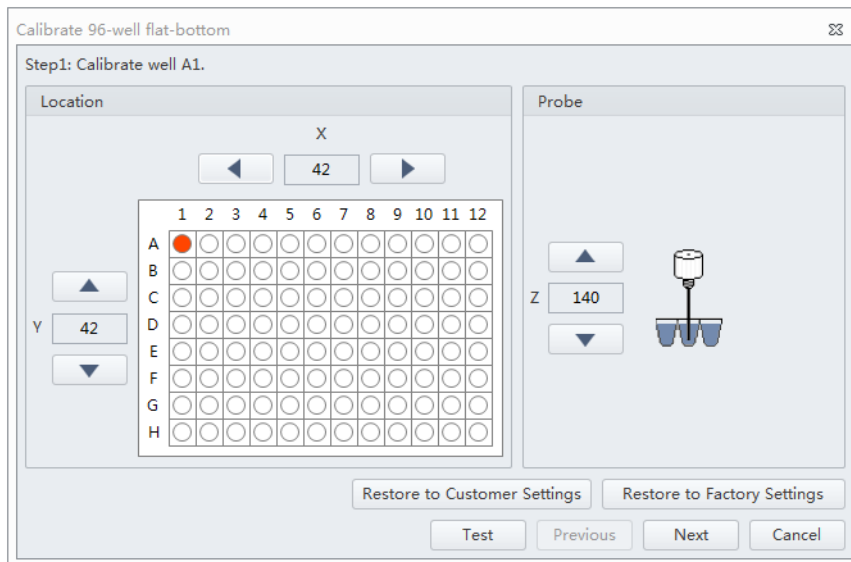 Calibrate 96-well flat-bottom
Step1: Calibrate well A1.
Location
X
42
1 2 3 4 5 6 7 8 9 10 11 12
A
B
C
D
E
F
G
H
Y 42
Probe
Z 140
Restore to Customer Settings Restore to Factory Settings
Test Previous Next Cancel